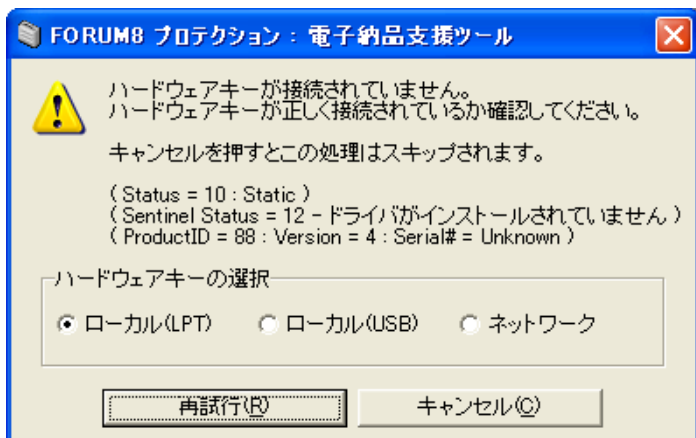 FORUM8 プロテクション : 電子納品支援ツール
ハードウェアキーが接続されていません。
ハードウェアキーが正しく接続されているか確認してください。
キャンセルを押すとこの処理はスキップされます。
( Status = 10 : Static )
( Sentinel Status = 12 - ドライバがインストールされていません )
( ProductID = 88 : Version = 4 : Serial# = Unknown )
ハードウェアキーの選択
ローカル(LPT) ローカル(USB) ネットワーク
再試行(R) キャンセル(C)